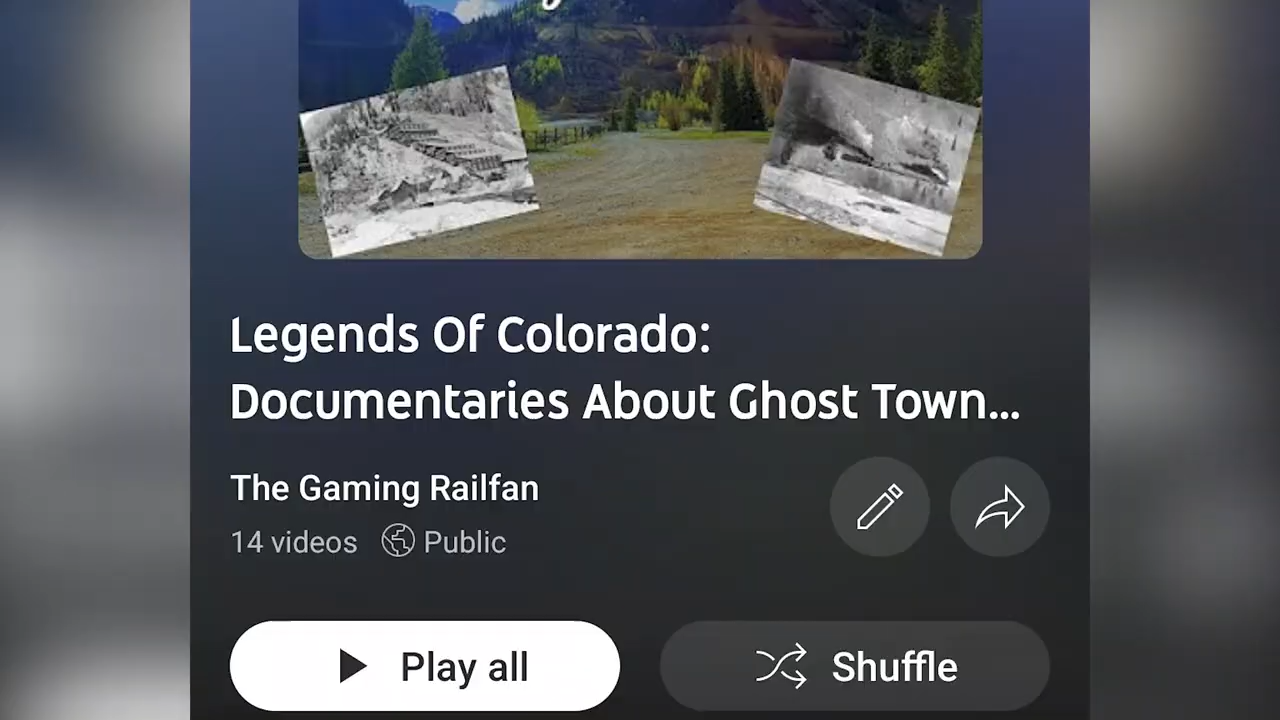 Legends Of Colorado:
Documentaries About Ghost Town...
The Gaming Railfan
14 videos Public
Play all Shuffle